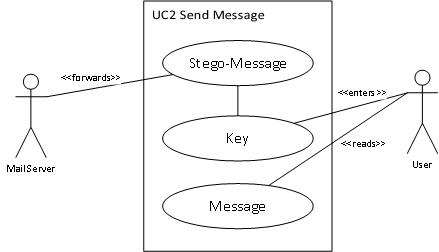 UC2 Send Message
Stego-Message
<<forwards>>
<<enters>>
Key
<<reads>>
MailServer
User
Message